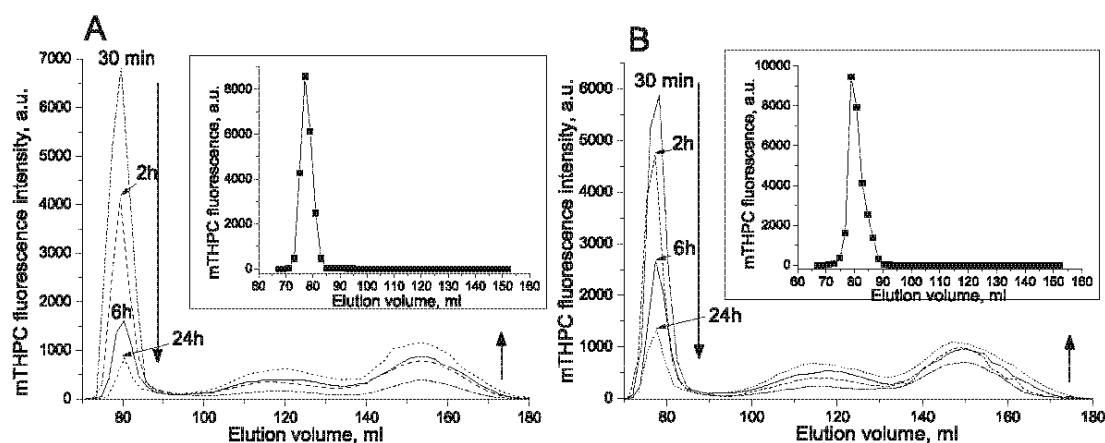 A
30 min
2h
6h
24h
mTHPC fluorescence intensity, a.u.
7000
6000
5000
4000
3000
2000
1000
0
80 100 120 140 160 180
Elution volume, ml
mTHPC fluorescence, a.u.
8000
6000
4000
2000
0
60 70 80 90 100 110 120 130 140 150 160
Elution volume, ml
B
30 min
2h
6h
24h
mTHPC fluorescence intensity, a.u.
6000
5000
4000
3000
2000
1000
0
80 100 120 140 160 180
Elution volume, ml
mTHPC fluorescence, a.u.
10000
8000
6000
4000
2000
0
60 70 80 90 100 110 120 130 140 150 160
Elution volume, ml